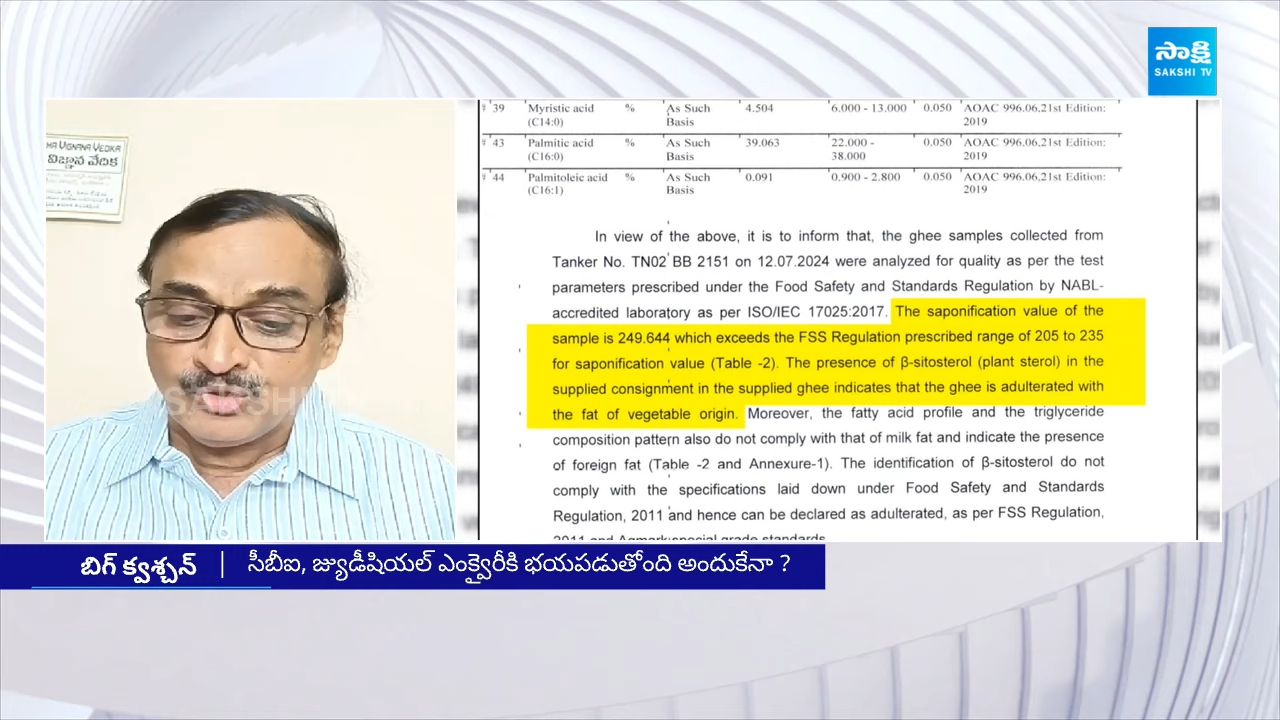 సాక్షి
SAKSHI TV
VIGNANA VEDIKA
విజ్ఞాన వేదిక
39 Myristic acid % As Such 4.504 6.000 - 13.000 0.050 AOAC 996.06,21st Edition:
(C14:0) Basis 2019
43 Palmitic acid % As Such 39.063 22.000 - 0.050 AOAC 996.06,21st Edition:
(C16:0) Basis 38.000 2019
44 Palmitoleic acid % As Such 0.091 0.900 - 2.800 0.050 AOAC 996.06,21st Edition:
(C16:1) Basis 2019
In view of the above, it is to inform that, the ghee samples collected from
Tanker No. TN02 BB 2151 on 12.07.2024 were analyzed for quality as per the test
parameters prescribed under the Food Safety and Standards Regulation by NABL-
accredited laboratory as per ISO/IEC 17025:2017. The saponification value of the
sample is 249.644 which exceeds the FSS Regulation prescribed range of 205 to 235
for saponification value (Table -2). The presence of β-sitosterol (plant sterol) in the
supplied consignment in the supplied ghee indicates that the ghee is adulterated with
the fat of vegetable origin. Moreover, the fatty acid profile and the triglyceride
composition pattern also do not comply with that of milk fat and indicate the presence
of foreign fat (Table -2 and Annexure-1). The identification of β-sitosterol do not
comply with the specifications laid down under Food Safety and Standards
Regulation, 2011 and hence can be declared as adulterated, as per FSS Regulation,
2011 and Agmark special grade standards
బిగ్ క్వశ్చన్ | సీబీఐ, జ్యుడీషియల్ ఎంక్వైరీకి భయపడుతోంది అందుకేనా ?